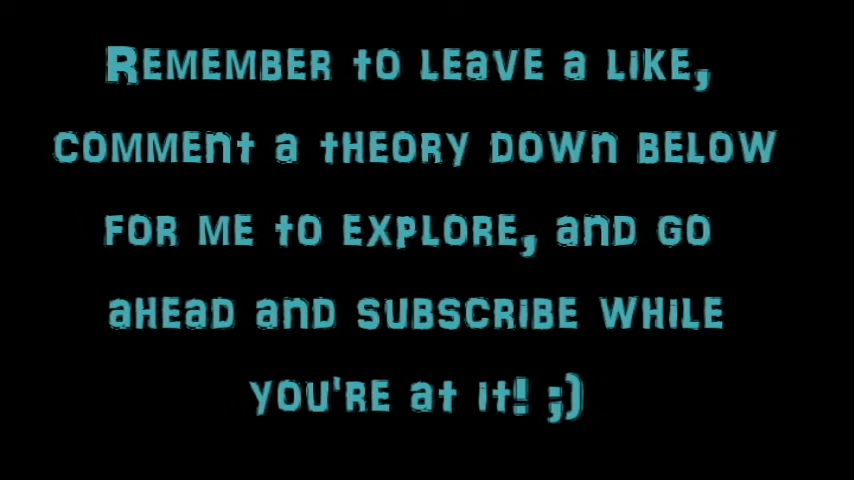 Remember to leave a like,
comment a theory down below
for me to explore, and go
ahead and subscribe while
you're at it! ;)